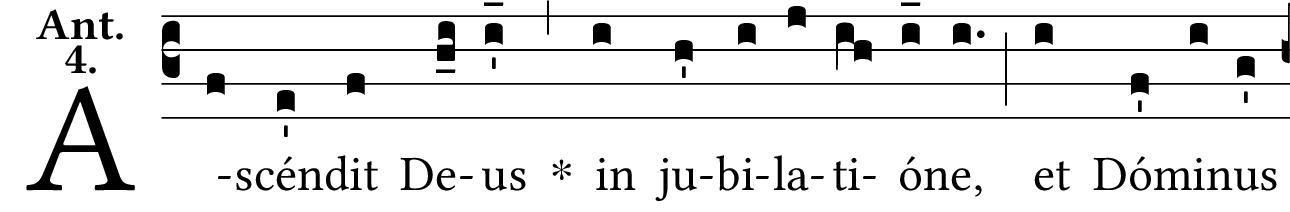 Ant.
4.
A-scéndit De-us * in ju-bi-la-ti-óne, et Dóminus